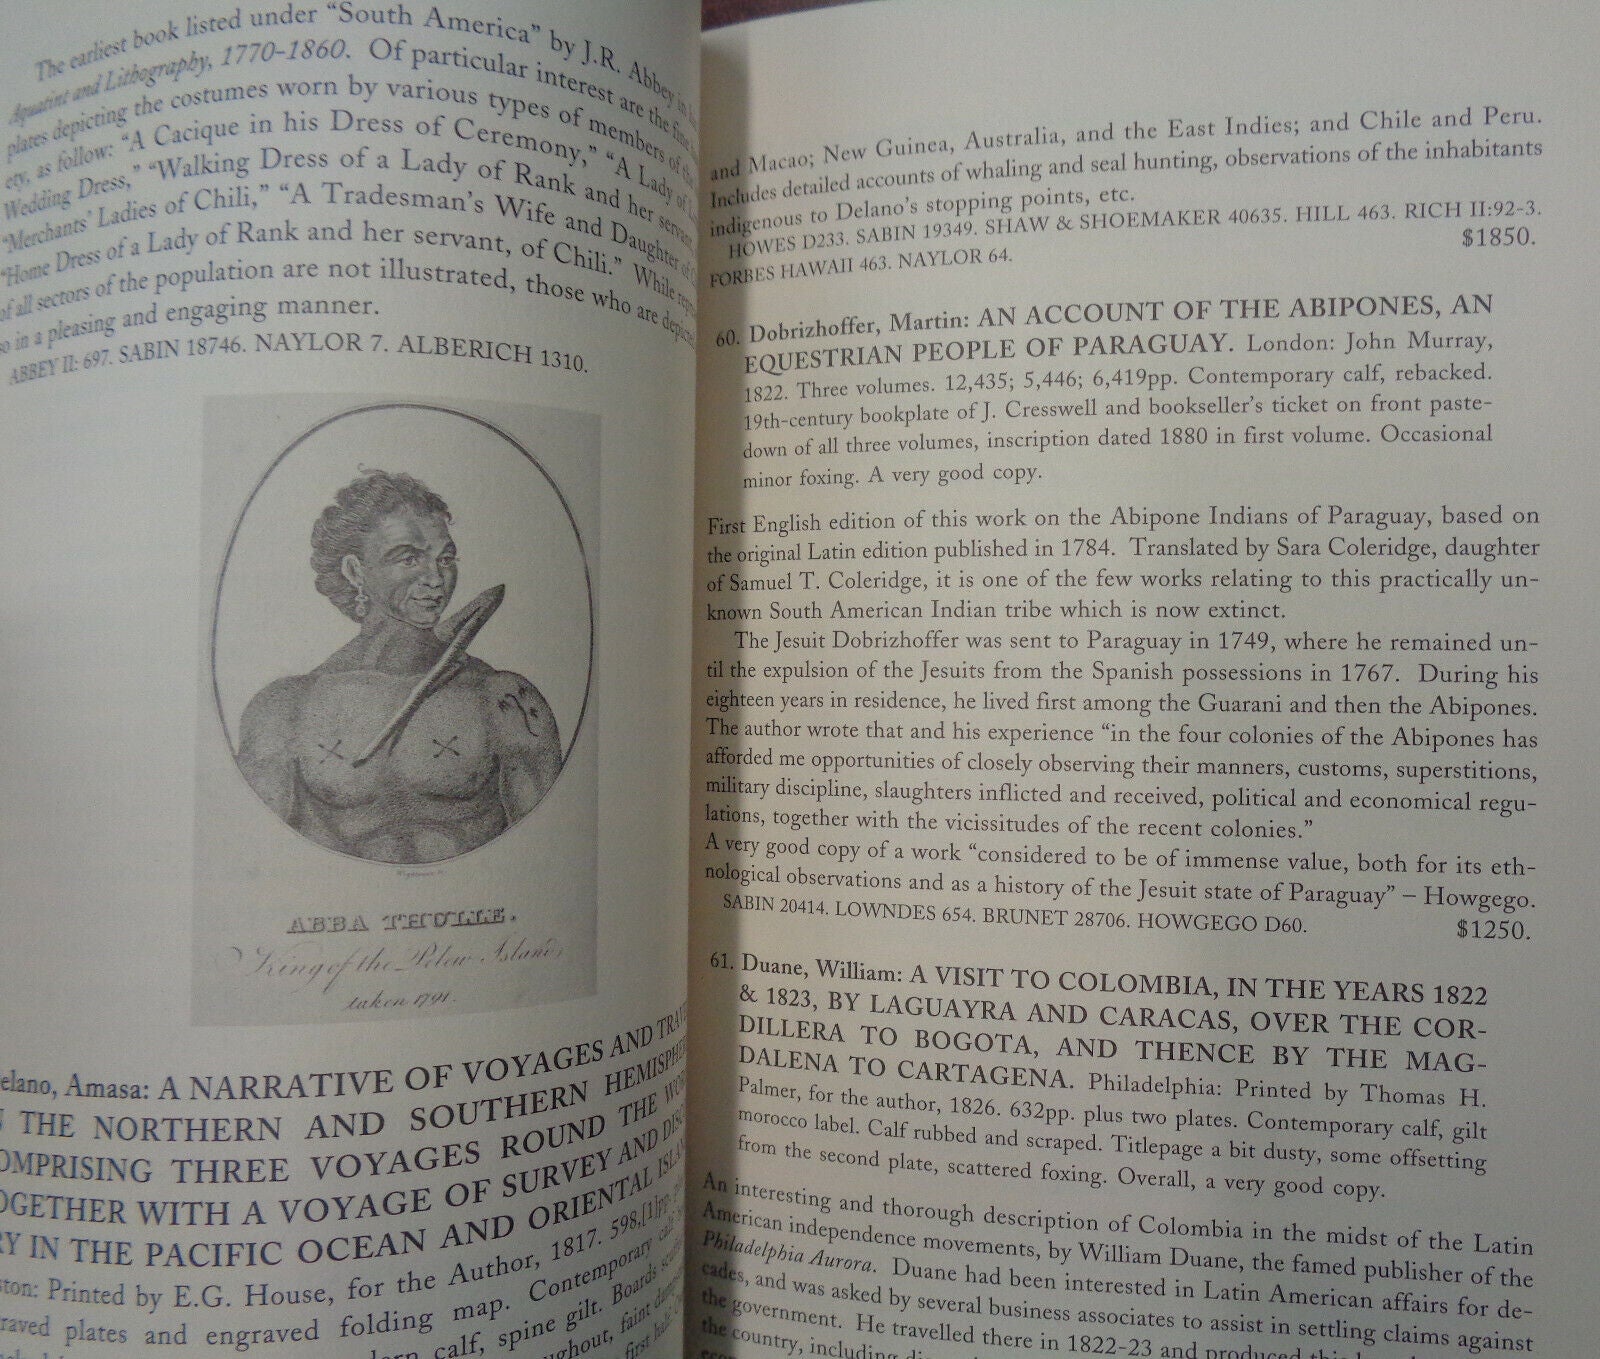 The earliest book listed under "South America" by J.R. Abbey in
Aquatint and Lithography, 1770-1860. Of particular interest are the fine
plates depicting the costumes worn by various types of members of the
ety, as follow: "A Cacique in his Dress of Ceremony," "A Lady of
Wedding Dress," "Walking Dress of a Lady of Rank and her servant
"Merchants' Ladies of Chili," "A Tradesman's Wife and Daughter of
"Home Dress of a Lady of Rank and her servant, of Chili." While
of all sectors of the population are not illustrated, those who are depicted
so in a pleasing and engaging manner.
ABBEY II: 697. SABIN 18746. NAYLOR 7. ALBERICH 1310.
ABBA THULLE.
King of the Pelew Islands,
taken 1791.
elano, Amasa: A NARRATIVE OF VOYAGES AND TRAVE
N THE NORTHERN AND SOUTHERN HEMISPHER
OMPRISING THREE VOYAGES ROUND THE WOR
OGETHER WITH A VOYAGE OF SURVEY AND DISC
RY IN THE PACIFIC OCEAN AND ORIENTAL ISLAN
ston: Printed by E.G. House, for the Author, 1817. 598,[1]pp.
raved plates and engraved folding map. Contemporary calf
calf, spine gilt. Boards
faint
first half.
and Macao; New Guinea, Australia, and the East Indies; and Chile and Peru.
Includes detailed accounts of whaling and seal hunting, observations of the inhabitants
indigenous to Delano's stopping points, etc.
HOWES D233. SABIN 19349. SHAW & SHOEMAKER 40635. HILL 463. RICH II:92-3.
FORBES HAWAII 463. NAYLOR 64. $1850.
60. Dobrizhoffer, Martin: AN ACCOUNT OF THE ABIPONES, AN
EQUESTRIAN PEOPLE OF PARAGUAY. London: John Murray,
1822. Three volumes. 12,435; 5,446; 6,419pp. Contemporary calf, rebacked.
19th-century bookplate of J. Cresswell and bookseller's ticket on front paste-
down of all three volumes, inscription dated 1880 in first volume. Occasional
minor foxing. A very good copy.
First English edition of this work on the Abipone Indians of Paraguay, based on
the original Latin edition published in 1784. Translated by Sara Coleridge, daughter
of Samuel T. Coleridge, it is one of the few works relating to this practically un-
known South American Indian tribe which is now extinct.
The Jesuit Dobrizhoffer was sent to Paraguay in 1749, where he remained un-
til the expulsion of the Jesuits from the Spanish possessions in 1767. During his
eighteen years in residence, he lived first among the Guarani and then the Abipones.
The author wrote that and his experience "in the four colonies of the Abipones has
afforded me opportunities of closely observing their manners, customs, superstitions,
military discipline, slaughters inflicted and received, political and economical regu-
lations, together with the vicissitudes of the recent colonies."
A very good copy of a work "considered to be of immense value, both for its eth-
nological observations and as a history of the Jesuit state of Paraguay" – Howgego.
SABIN 20414. LOWNDES 654. BRUNET 28706. HOWGEGO D60. $1250.
61. Duane, William: A VISIT TO COLOMBIA, IN THE YEARS 1822
& 1823, BY LAGUAYRA AND CARACAS, OVER THE COR-
DILLERA TO BOGOTA, AND THENCE BY THE MAG-
DALENA TO CARTAGENA. Philadelphia: Printed by Thomas H.
Palmer, for the author, 1826. 632pp. plus two plates. Contemporary calf, gilt
morocco label. Calf rubbed and scraped. Titlepage a bit dusty, some offsetting
from the second plate, scattered foxing. Overall, a very good copy.
An interesting and thorough description of Colombia in the midst of the Latin
American independence movements, by William Duane, the famed publisher of the
Philadelphia Aurora. Duane had been interested in Latin American affairs for de-
cades, and was asked by several business associates to assist in settling claims against
the government. He travelled there in 1822-23 and produced this
the country, including